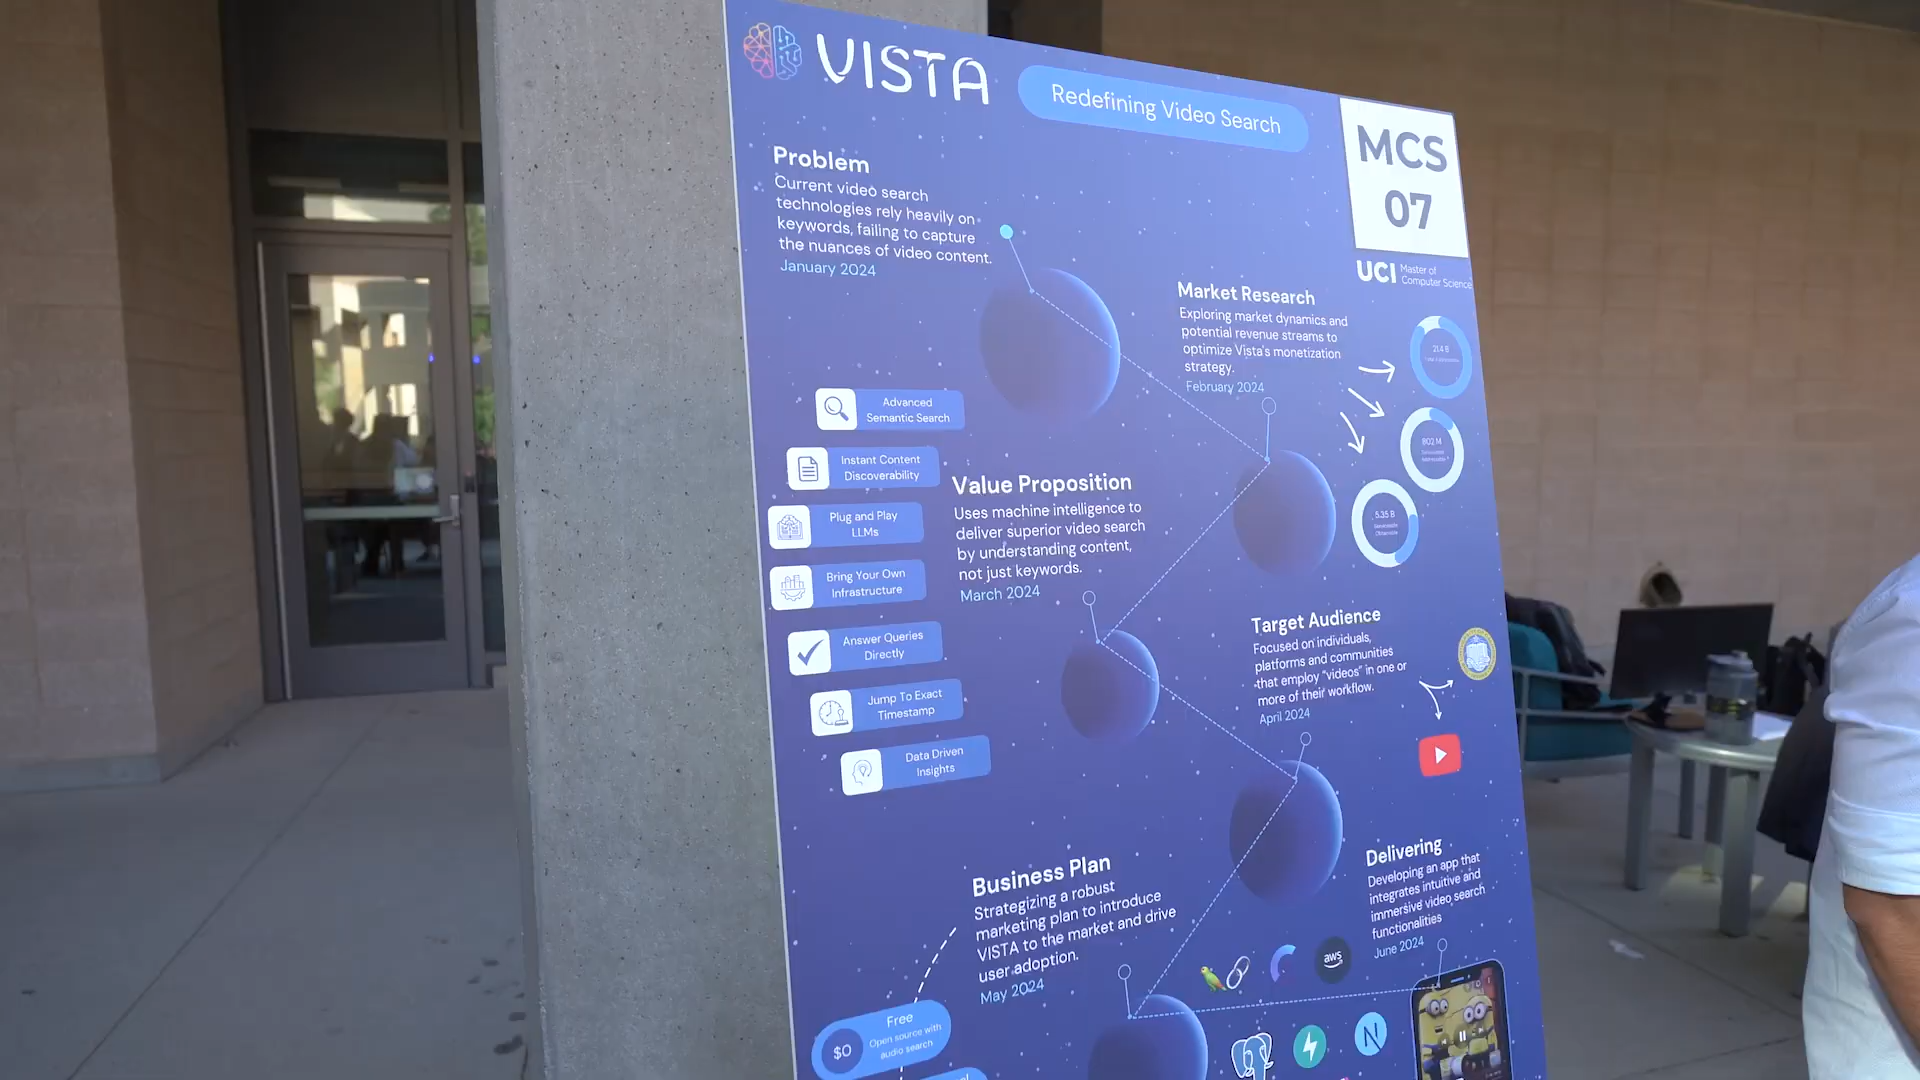 VISTA
Redefining Video Search
MCS
07
UCI Master of
Computer Science
Problem
Current video search
technologies rely heavily on
keywords, failing to capture
the nuances of video content.
January 2024
Market Research
Exploring market dynamics and
potential revenue streams to
optimize Vista's monetization
strategy.
February 2024
21.4 B
802 M
5.35 B
Advanced
Semantic Search
Instant Content
Discoverability
Plug and Play
LLMs
Bring Your Own
Infrastructure
Answer Queries
Directly
Jump To Exact
Timestamp
Data Driven
Insights
Value Proposition
Uses machine intelligence to
deliver superior video search
by understanding content,
not just keywords.
March 2024
Target Audience
Focused on individuals,
platforms and communities
that employ "videos" in one or
more of their workflow.
April 2024
Business Plan
Strategizing a robust
marketing plan to introduce
VISTA to the market and drive
user adoption.
May 2024
Delivering
Developing an app that
integrates intuitive and
immersive video search
functionalities
June 2024
aws
N
$0
Free
Open source with
audio search